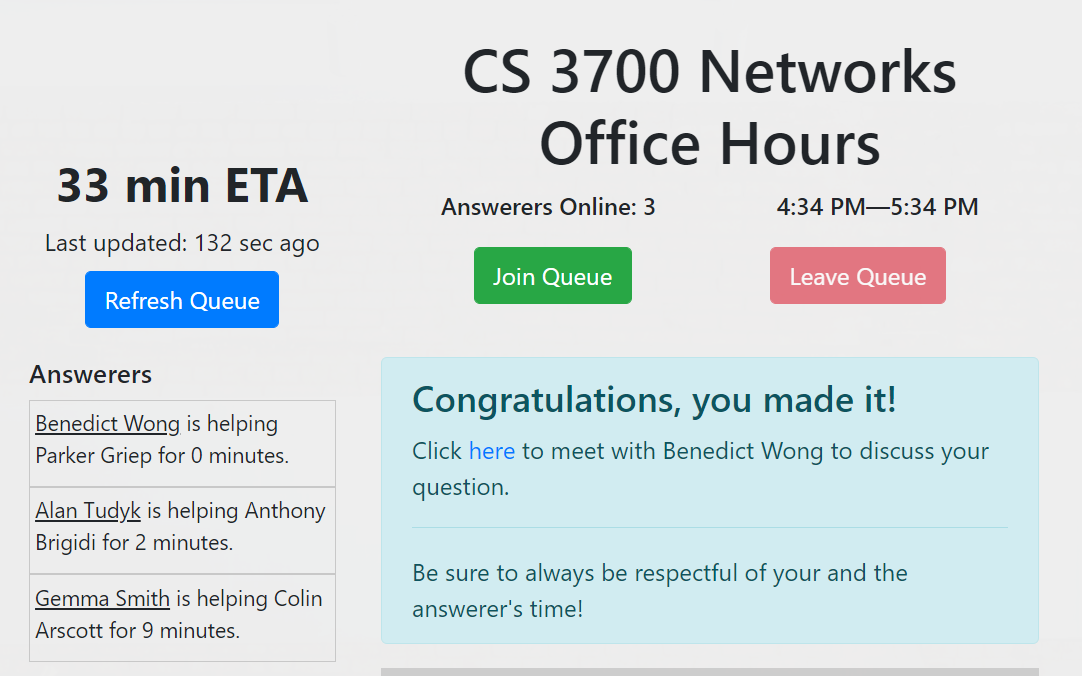 CS 3700 Networks
Office Hours
33 min ETA
Last updated: 132 sec ago
Refresh Queue
Answerers Online: 3
4:34 PM—5:34 PM
Join Queue
Leave Queue
Answerers
Benedict Wong is helping
Parker Griep for 0 minutes.
Alan Tudyk is helping Anthony
Brigidi for 2 minutes.
Gemma Smith is helping Colin
Arscott for 9 minutes.
Congratulations, you made it!
Click here to meet with Benedict Wong to discuss your
question.
Be sure to always be respectful of your and the
answerer's time!